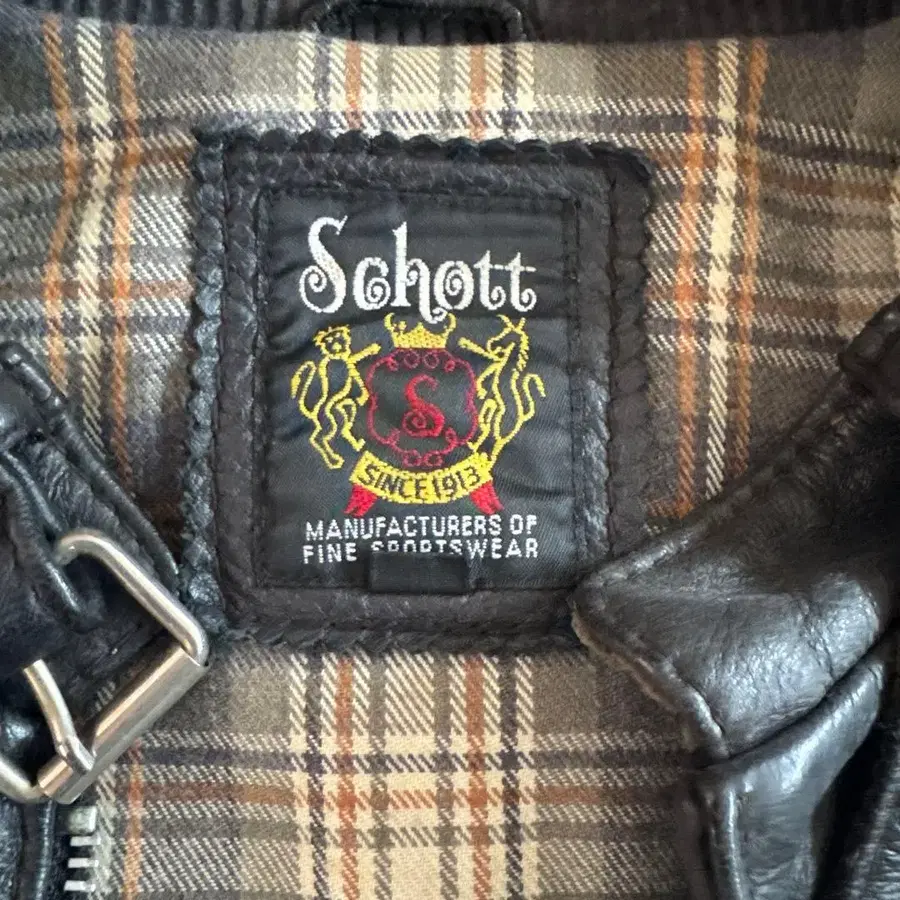 Schott
S
SINCE 1913
MANUFACTURERS OF
FINE SPORTSWEAR